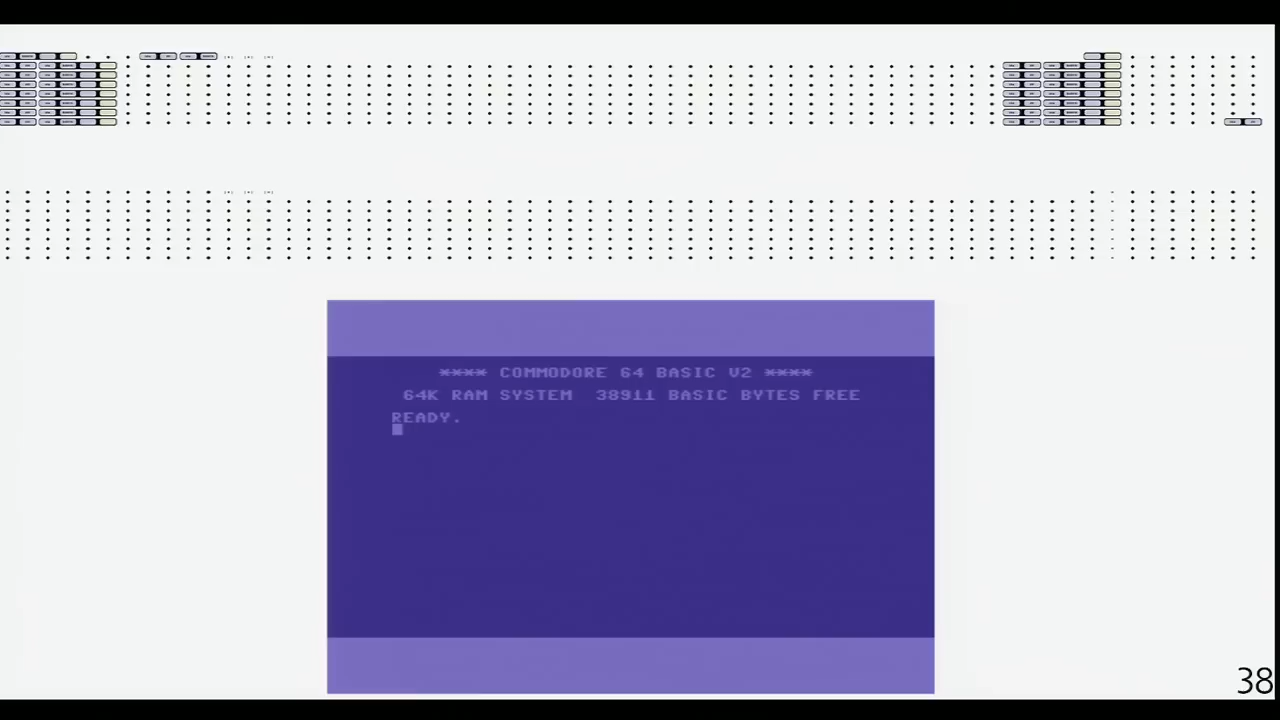 **** COMMODORE 64 BASIC V2 ****
64K RAM SYSTEM  38911 BASIC BYTES FREE
READY.
38